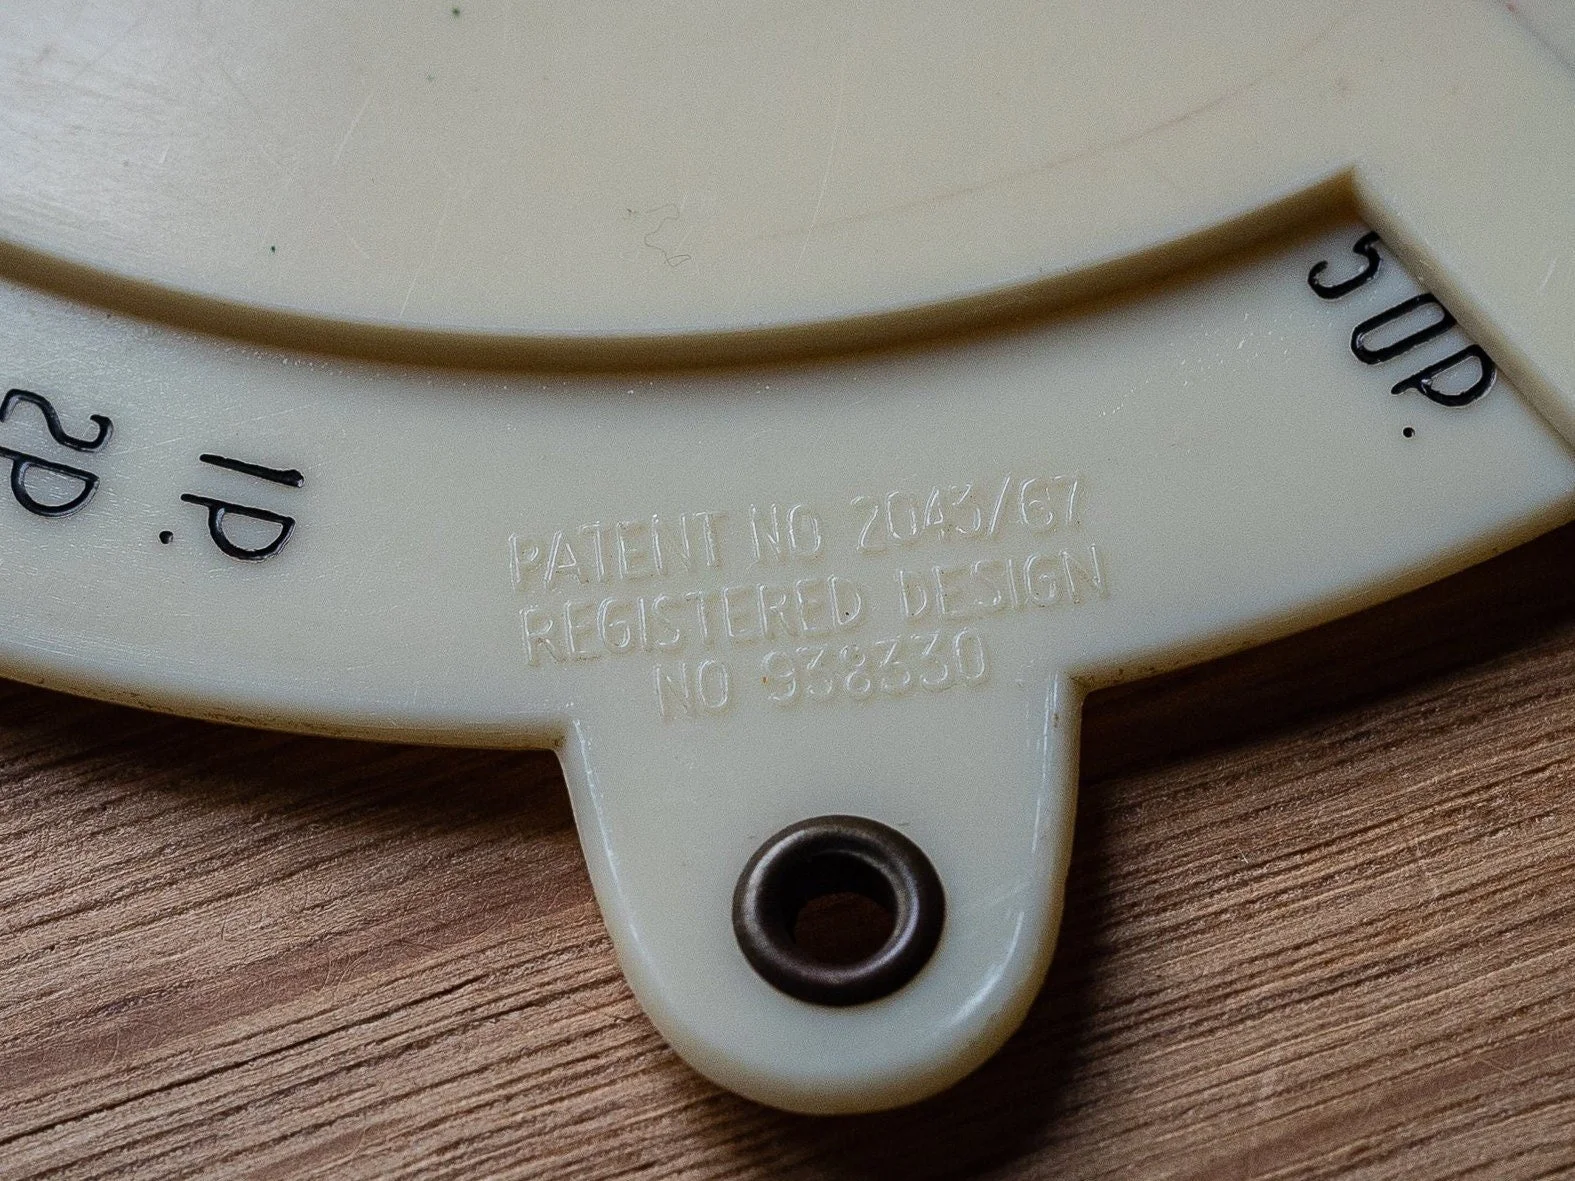 50p.
2p
1p.
PATENT NO 2043/67
REGISTERED DESIGN
NO 938330